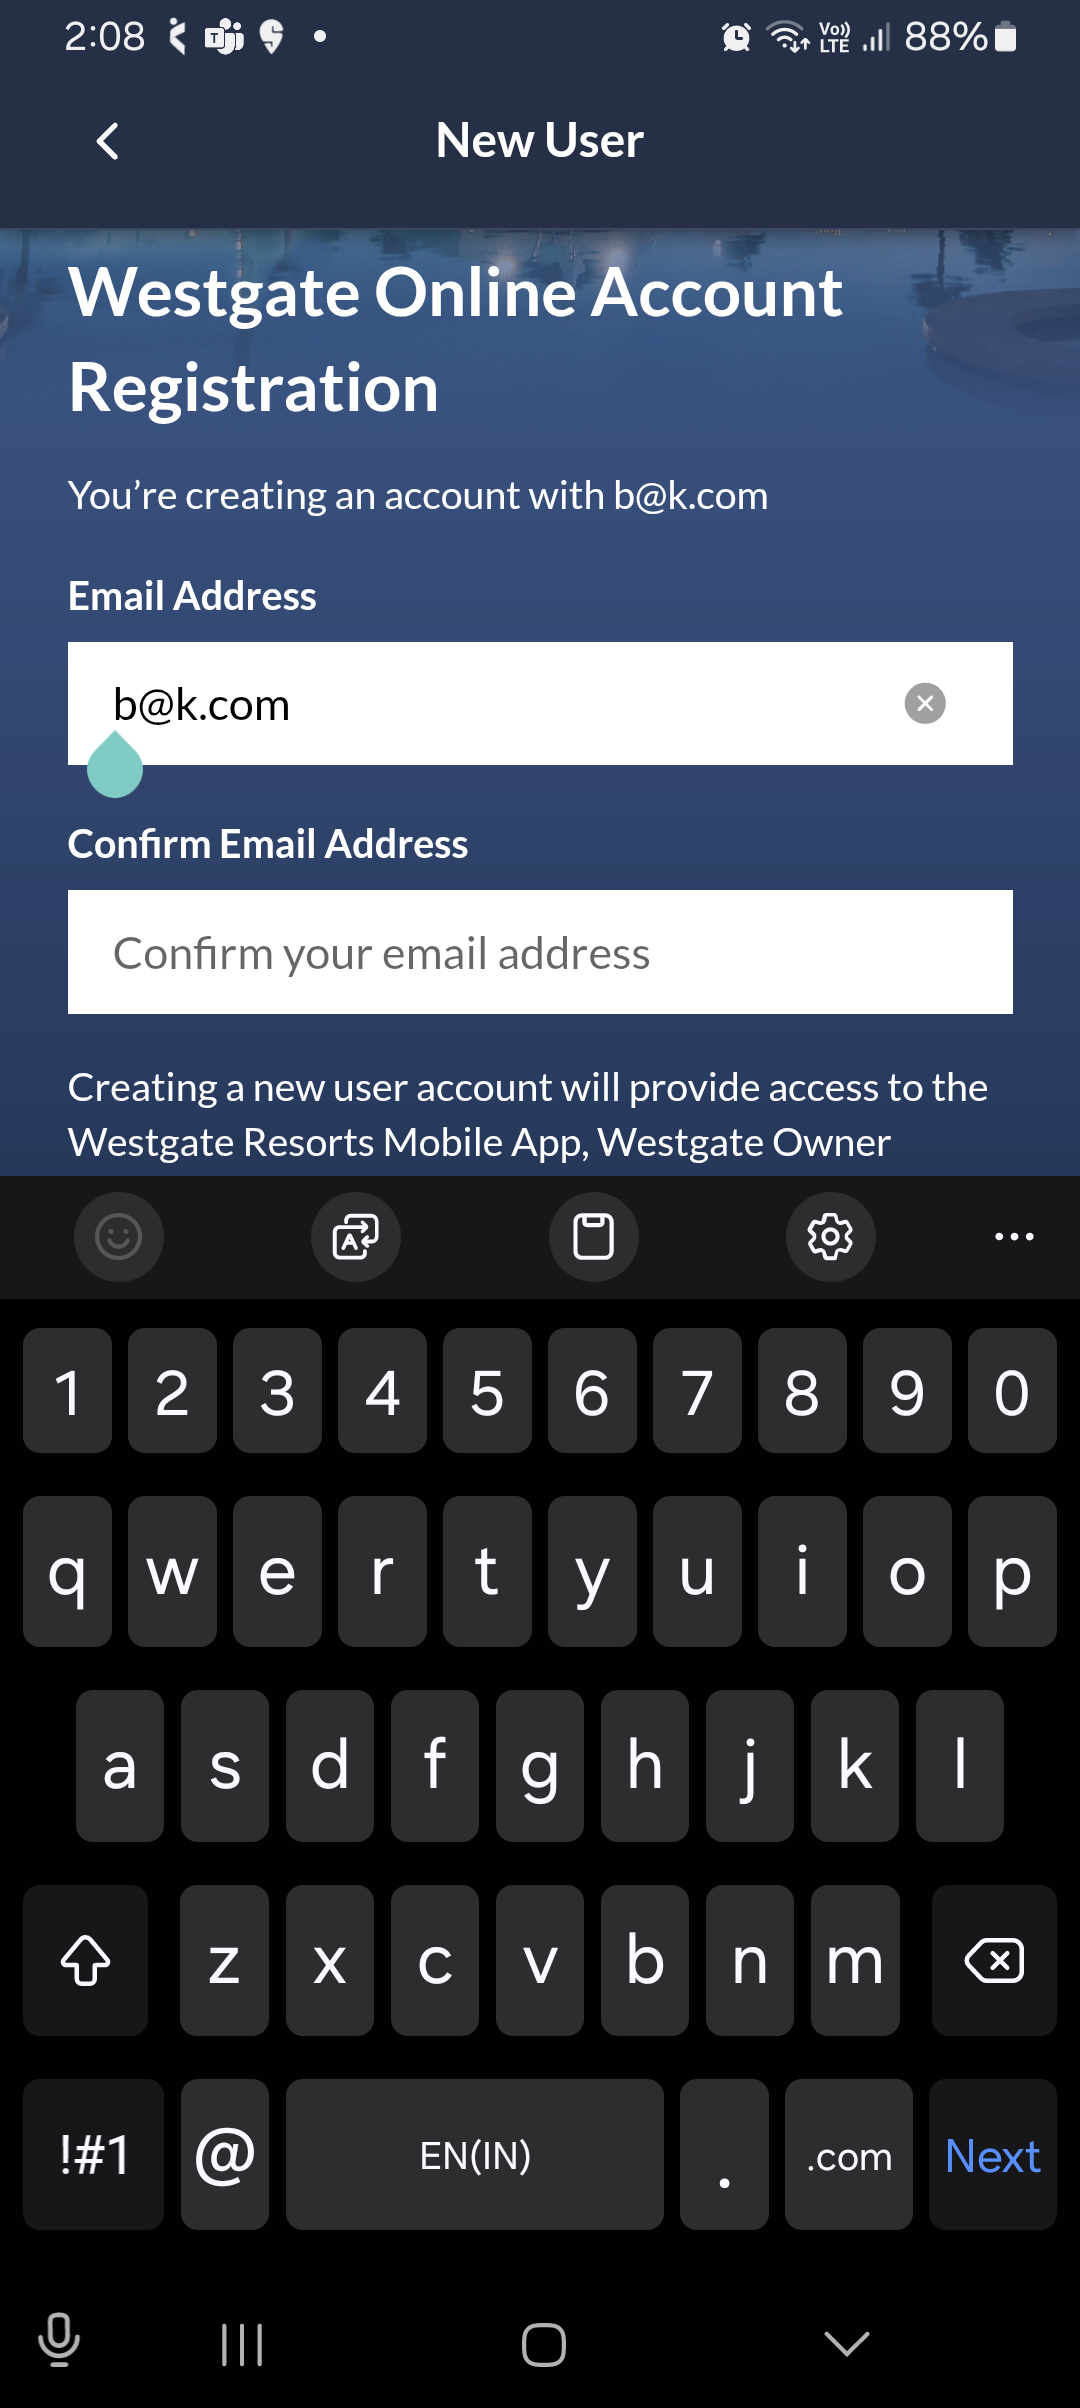 2:08
Vo)) LTE 88%
New User
Westgate Online Account
Registration
You’re creating an account with b@k.com
Email Address
b@k.com
Confirm Email Address
Confirm your email address
Creating a new user account will provide access to the
Westgate Resorts Mobile App, Westgate Owner
1 2 3 4 5 6 7 8 9 0
q w e r t y u i o p
a s d f g h j k l
z x c v b n m
!#1 @ EN(IN) . .com Next